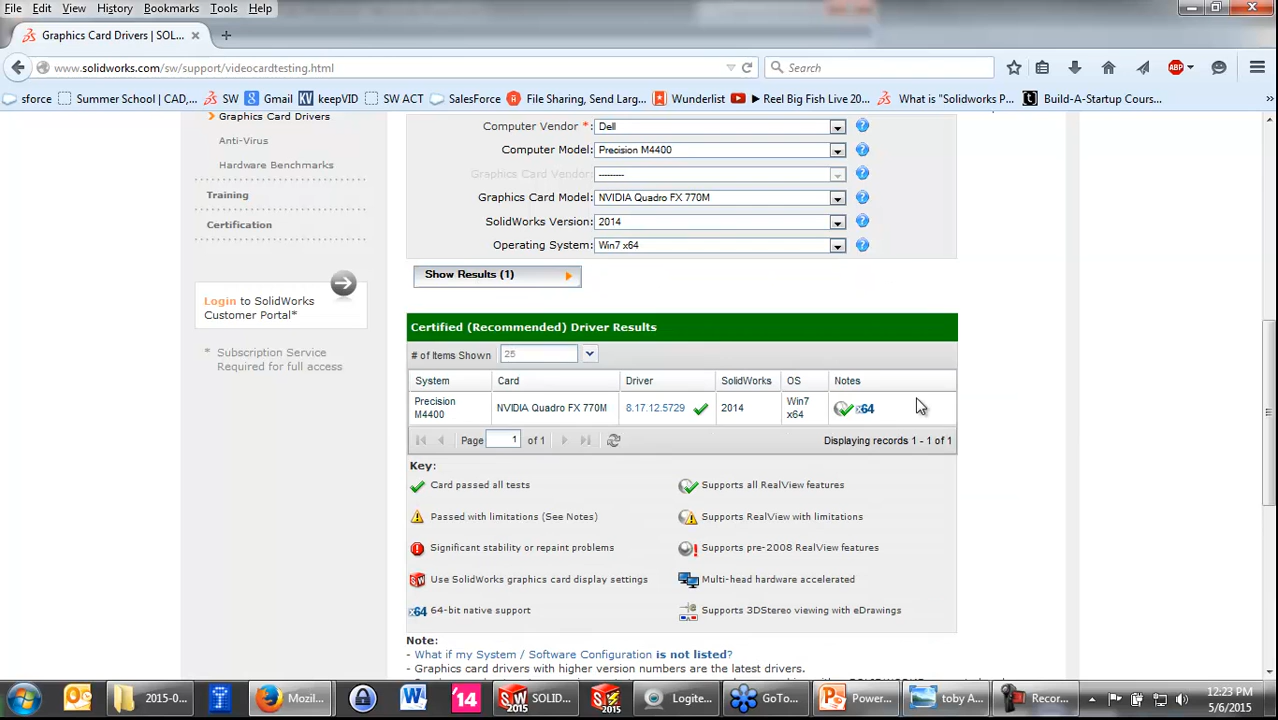 File Edit View History Bookmarks Tools Help
Graphics Card Drivers | SOL...
www.solidworks.com/sw/support/videocardtesting.html
Search
ABP
sforce Summer School | CAD,... SW Gmail keepVID SW ACT SalesForce File Sharing, Send Larg... Wunderlist Reel Big Fish Live 20... What is "Solidworks P... Build-A-Startup Cours...
Graphics Card Drivers
Anti-Virus
Hardware Benchmarks
Training
Certification
Login to SolidWorks
Customer Portal*
* Subscription Service
Required for full access
Computer Vendor *: Dell
Computer Model: Precision M4400
Graphics Card Vendor: ---------
Graphics Card Model: NVIDIA Quadro FX 770M
SolidWorks Version: 2014
Operating System: Win7 x64
Show Results (1)
Certified (Recommended) Driver Results
# of Items Shown 25
System Card Driver SolidWorks OS Notes
Precision M4400 NVIDIA Quadro FX 770M 8.17.12.5729 2014 Win7 x64 x64
Page 1 of 1 Displaying records 1 - 1 of 1
Key:
Card passed all tests Supports all RealView features
Passed with limitations (See Notes) Supports RealView with limitations
Significant stability or repaint problems Supports pre-2008 RealView features
Use SolidWorks graphics card display settings Multi-head hardware accelerated
x64 64-bit native support Supports 3DStereo viewing with eDrawings
Note:
- What if my System / Software Configuration is not listed?
- Graphics card drivers with higher version numbers are the latest drivers.
2015-0... Mozil... '14 SOLID... 2015 2015 Logite... GoTo... Power... toby A... Recor...
12:23 PM
5/6/2015